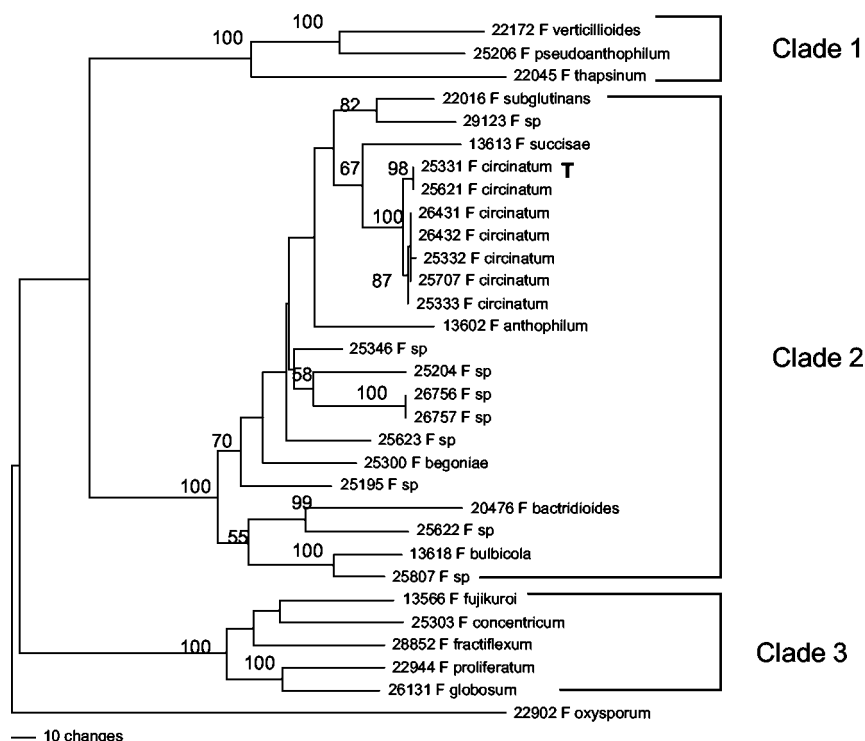 100
100
22172 F verticillioides
25206 F pseudoanthophilum
22045 F thapsinum
Clade 1
82
22016 F subglutinans
29123 F sp
13613 F succisae
67
98
25331 F circinatum T
25621 F circinatum
100
26431 F circinatum
26432 F circinatum
25332 F circinatum
87
25707 F circinatum
25333 F circinatum
13602 F anthophilum
25346 F sp
Clade 2
58
25204 F sp
100
26756 F sp
26757 F sp
70
25623 F sp
25300 F begoniae
100
25195 F sp
99
20476 F bactridioides
25622 F sp
55
100
13618 F bulbicola
25807 F sp
13566 F fujikuroi
25303 F concentricum
100
28852 F fractiflexum
Clade 3
100
22944 F proliferatum
26131 F globosum
22902 F oxysporum
10 changes